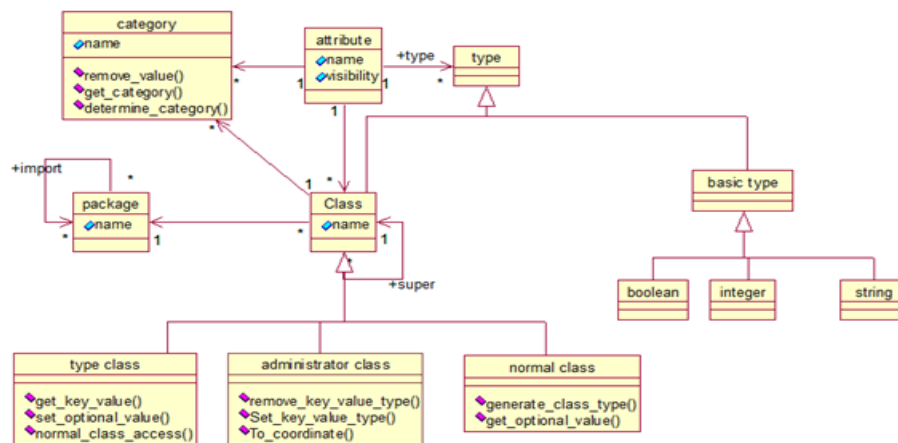 category
name
remove_value()
get_category()
determine_category()
attribute
name
visibility
+type
type
*
1
1
*
1
*
*
1
+import
*
package
name
*
1
Class
name
*
1
*
+super
basic type
boolean
integer
string
type class
get_key_value()
set_optional_value()
normal_class_access()
administrator class
remove_key_value_type()
Set_key_value_type()
To_coordinate()
normal class
generate_class_type()
get_optional_value()